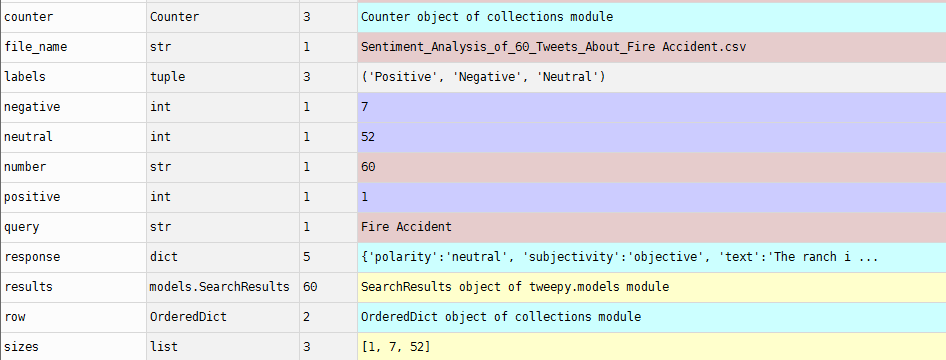 counter Counter 3 Counter object of collections module
file_name str 1 Sentiment_Analysis_of_60_Tweets_About_Fire Accident.csv
labels tuple 3 ('Positive', 'Negative', 'Neutral')
negative int 1 7
neutral int 1 52
number str 1 60
positive int 1 1
query str 1 Fire Accident
response dict 5 {'polarity':'neutral', 'subjectivity':'objective', 'text':'The ranch i ...
results models.SearchResults 60 SearchResults object of tweepy.models module
row OrderedDict 2 OrderedDict object of collections module
sizes list 3 [1, 7, 52]